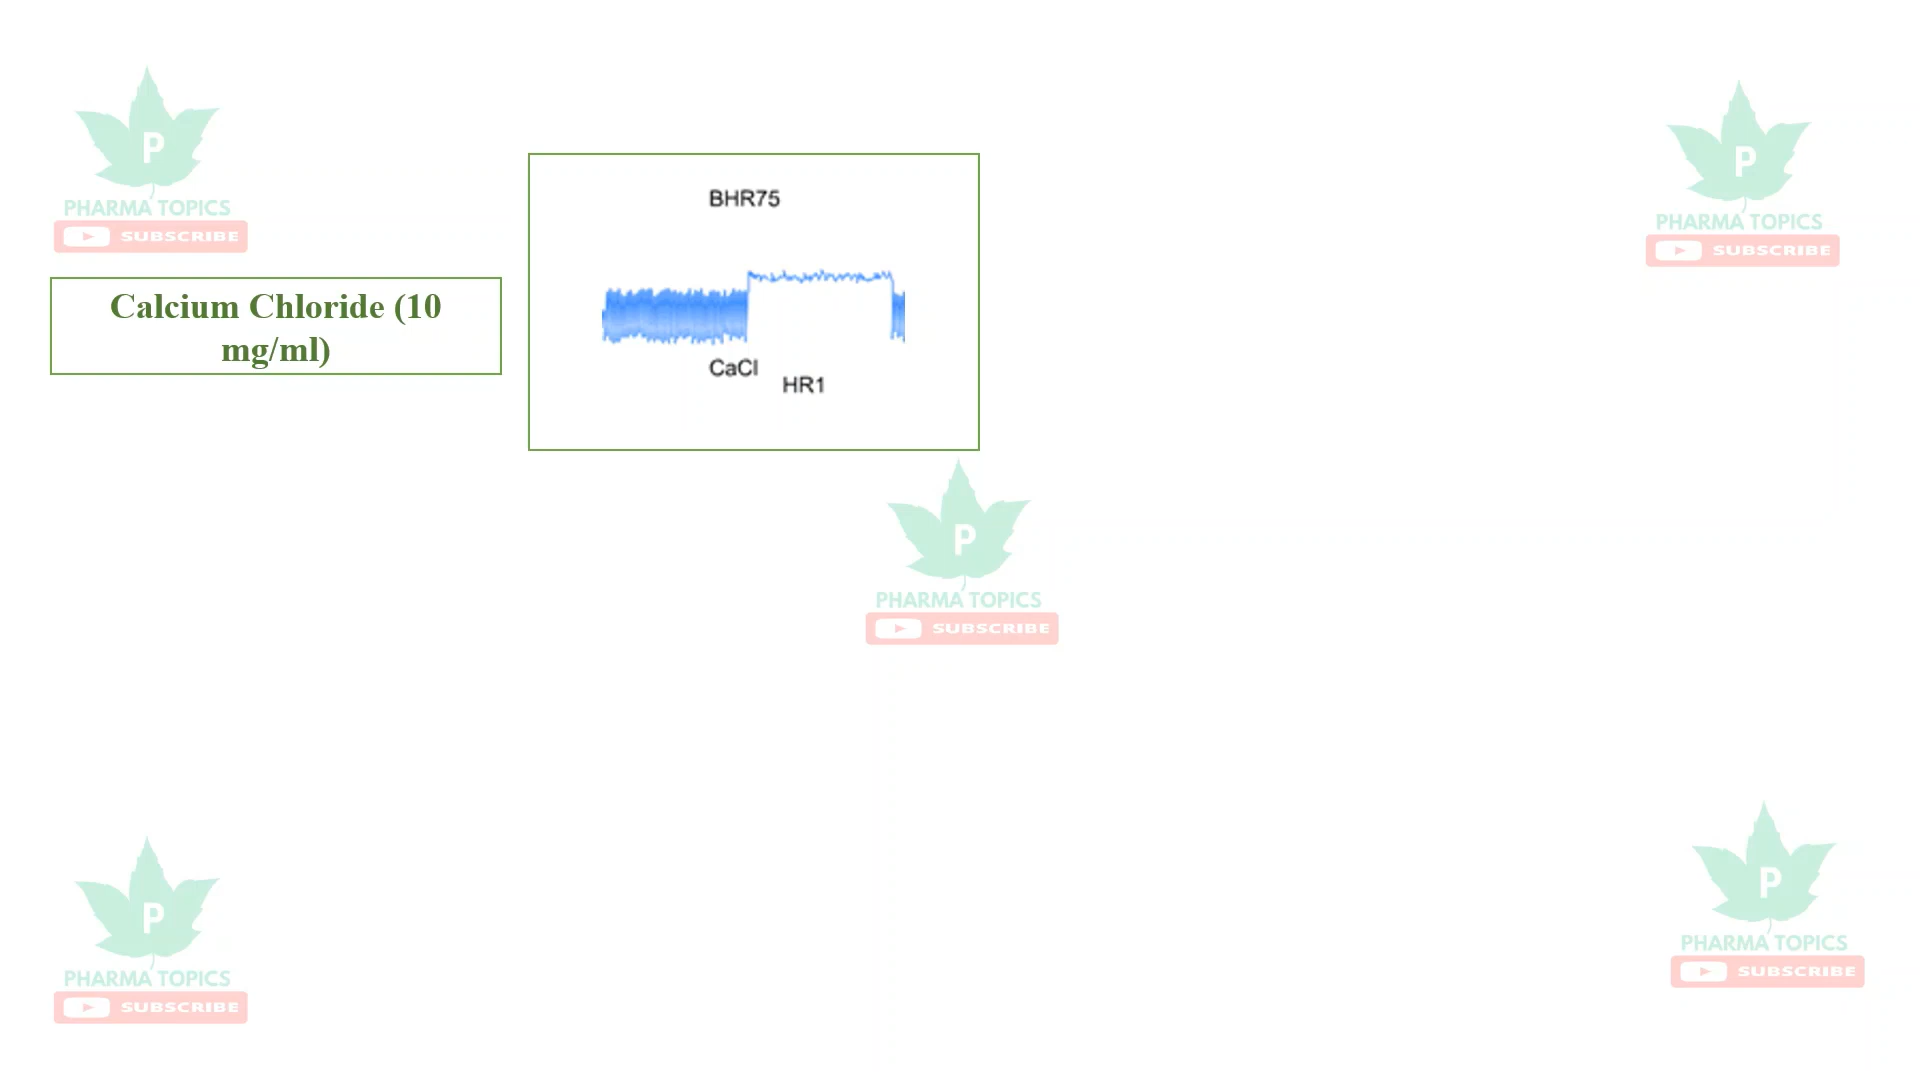 P
PHARMA TOPICS
SUBSCRIBE
P
PHARMA TOPICS
SUBSCRIBE
Calcium Chloride (10
mg/ml)
BHR75
CaCl
HR1
P
PHARMA TOPICS
SUBSCRIBE
P
PHARMA TOPICS
SUBSCRIBE
P
PHARMA TOPICS
SUBSCRIBE